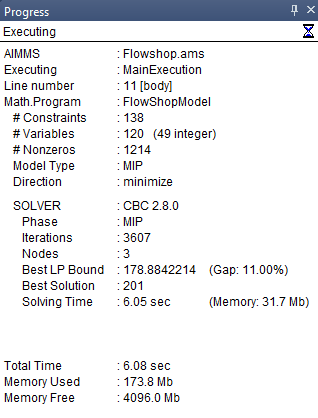 Progress
Executing
AIMMS : Flowshop.ams
Executing : MainExecution
Line number : 11 [body]
Math.Program : FlowShopModel
# Constraints : 138
# Variables : 120 (49 integer)
# Nonzeros : 1214
Model Type : MIP
Direction : minimize
SOLVER : CBC 2.8.0
Phase : MIP
Iterations : 3607
Nodes : 3
Best LP Bound : 178.8842214 (Gap: 11.00%)
Best Solution : 201
Solving Time : 6.05 sec (Memory: 31.7 Mb)
Total Time : 6.08 sec
Memory Used : 173.8 Mb
Memory Free : 4096.0 Mb